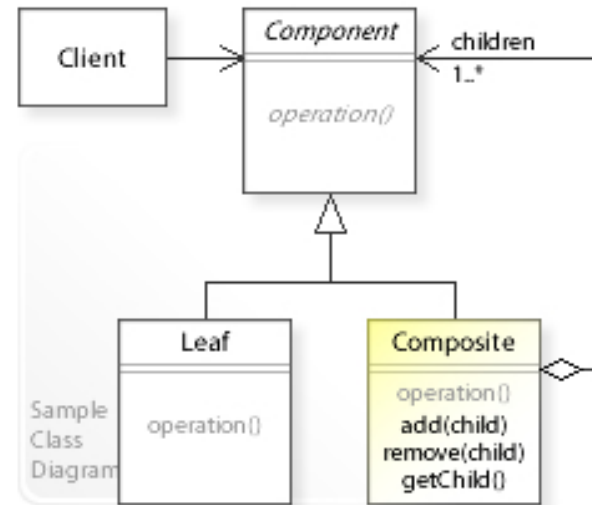 Client
Component
operation()
children
1..*
Leaf
operation()
Composite
operation()
add(child)
remove(child)
getChild()
Sample
Class
Diagram